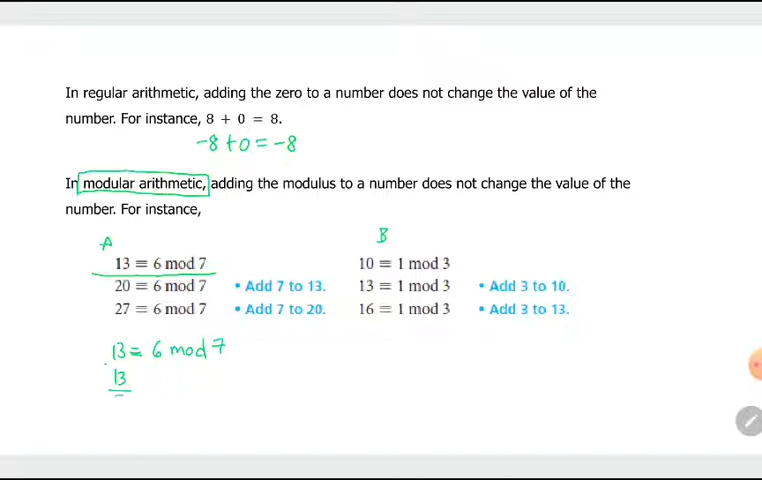 In regular arithmetic, adding the zero to a number does not change the value of the
number. For instance, 8 + 0 = 8.
-8+0=-8
In modular arithmetic, adding the modulus to a number does not change the value of the
number. For instance,
A B
13 ≡ 6 mod 7 10 ≡ 1 mod 3
20 ≡ 6 mod 7 • Add 7 to 13. 13 ≡ 1 mod 3 • Add 3 to 10.
27 ≡ 6 mod 7 • Add 7 to 20. 16 ≡ 1 mod 3 • Add 3 to 13.
13 = 6 mod 7
13